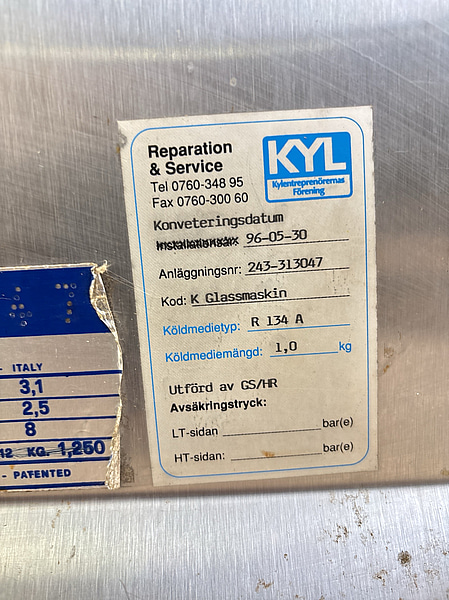 Reparation
& Service
Tel 0760-348 95
Fax 0760-300 60
KYL
Kylentreprenörernas
Förening
Konveteringsdatum
96-05-30
Anläggningsnr: 243-313047
Kod: K Glassmaskin
Köldmedietyp: R 134 A
Köldmediemängd: 1,0 kg
Utförd av GS/HR
Avsäkringstryck:
LT-sidan bar(e)
HT-sidan: bar(e)
- ITALY
3,1
2,5
8
12 KG. 1,250
- PATENTED